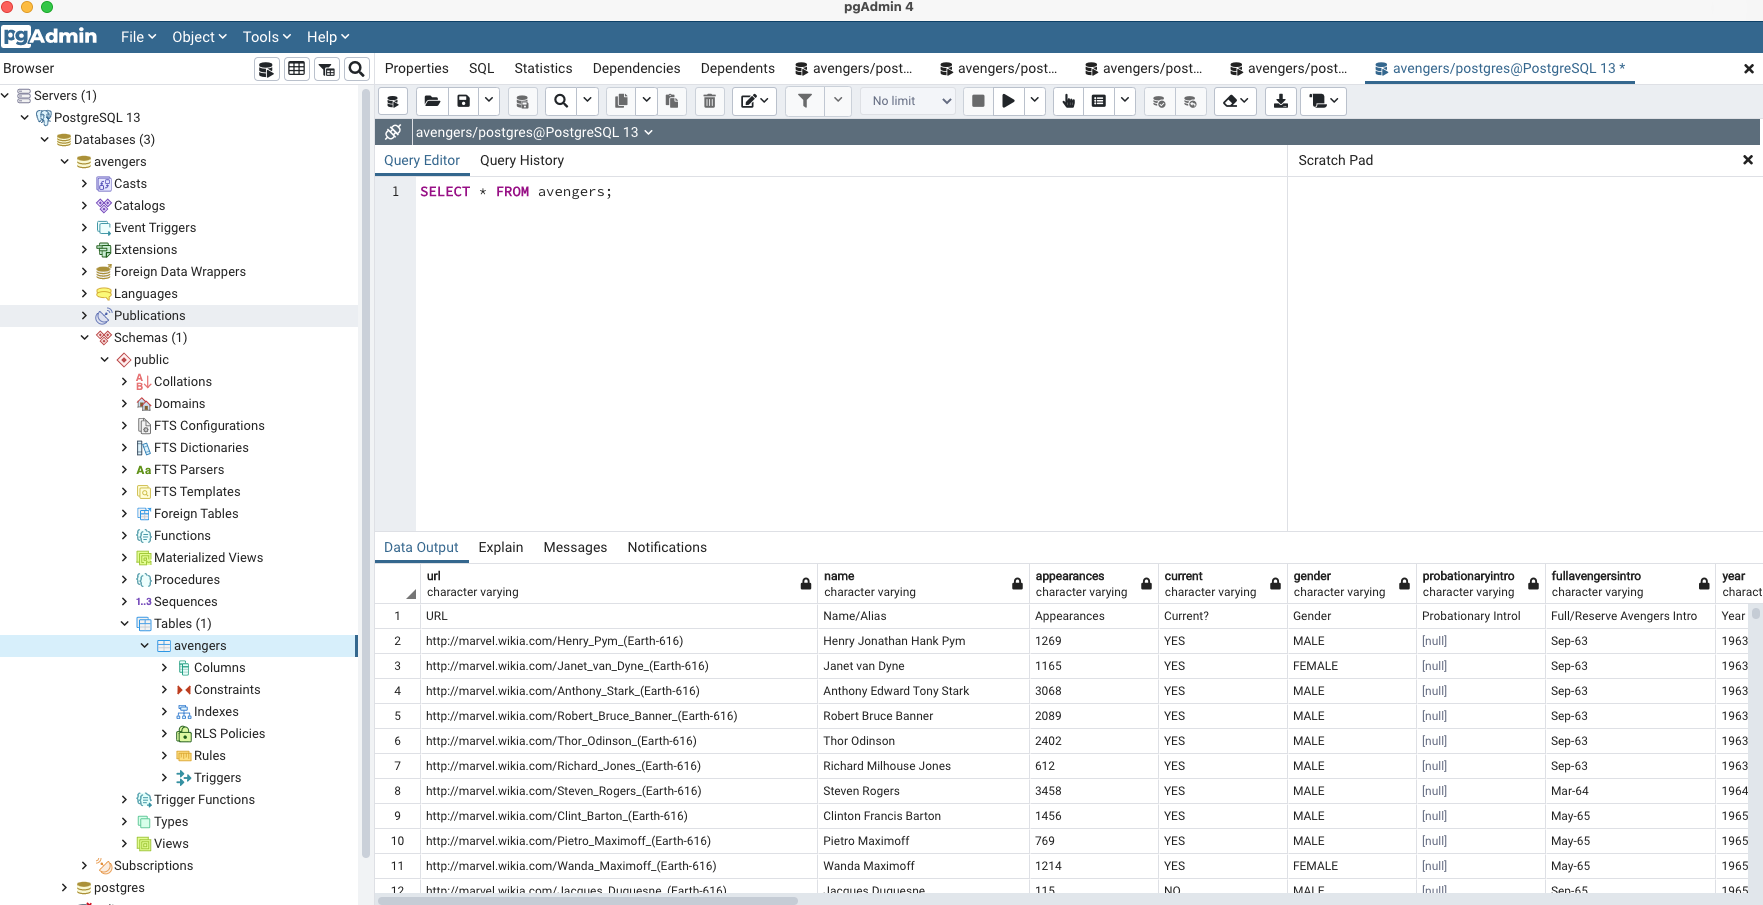 pgAdmin 4
pgAdmin File Object Tools Help
Browser
Properties SQL Statistics Dependencies Dependents avengers/post... avengers/post... avengers/post... avengers/post... avengers/postgres@PostgreSQL 13 *
Servers (1)
PostgreSQL 13
Databases (3)
avengers
Casts
Catalogs
Event Triggers
Extensions
Foreign Data Wrappers
Languages
Publications
Schemas (1)
public
Collations
Domains
FTS Configurations
FTS Dictionaries
Aa FTS Parsers
FTS Templates
Foreign Tables
Functions
Materialized Views
Procedures
1..3 Sequences
Tables (1)
avengers
Columns
Constraints
Indexes
RLS Policies
Rules
Triggers
Trigger Functions
Types
Views
Subscriptions
postgres
No limit
avengers/postgres@PostgreSQL 13
Query Editor Query History Scratch Pad
1 SELECT * FROM avengers;
Data Output Explain Messages Notifications
url name appearances current gender probationaryintro fullavengersintro year
character varying character varying character varying character varying character varying character varying character varying charact
1 URL Name/Alias Appearances Current? Gender Probationary Introl Full/Reserve Avengers Intro Year
2 http://marvel.wikia.com/Henry_Pym_(Earth-616) Henry Jonathan Hank Pym 1269 YES MALE [null] Sep-63 1963
3 http://marvel.wikia.com/Janet_van_Dyne_(Earth-616) Janet van Dyne 1165 YES FEMALE [null] Sep-63 1963
4 http://marvel.wikia.com/Anthony_Stark_(Earth-616) Anthony Edward Tony Stark 3068 YES MALE [null] Sep-63 1963
5 http://marvel.wikia.com/Robert_Bruce_Banner_(Earth-616) Robert Bruce Banner 2089 YES MALE [null] Sep-63 1963
6 http://marvel.wikia.com/Thor_Odinson_(Earth-616) Thor Odinson 2402 YES MALE [null] Sep-63 1963
7 http://marvel.wikia.com/Richard_Jones_(Earth-616) Richard Milhouse Jones 612 YES MALE [null] Sep-63 1963
8 http://marvel.wikia.com/Steven_Rogers_(Earth-616) Steven Rogers 3458 YES MALE [null] Mar-64 1964
9 http://marvel.wikia.com/Clint_Barton_(Earth-616) Clinton Francis Barton 1456 YES MALE [null] May-65 1965
10 http://marvel.wikia.com/Pietro_Maximoff_(Earth-616) Pietro Maximoff 769 YES MALE [null] May-65 1965
11 http://marvel.wikia.com/Wanda_Maximoff_(Earth-616) Wanda Maximoff 1214 YES FEMALE [null] May-65 1965
12 http://marvel.wikia.com/Jacques_Duquesne_(Earth-616) Jacques Duquesne 115 NO MALE [null] Sep-65 1965